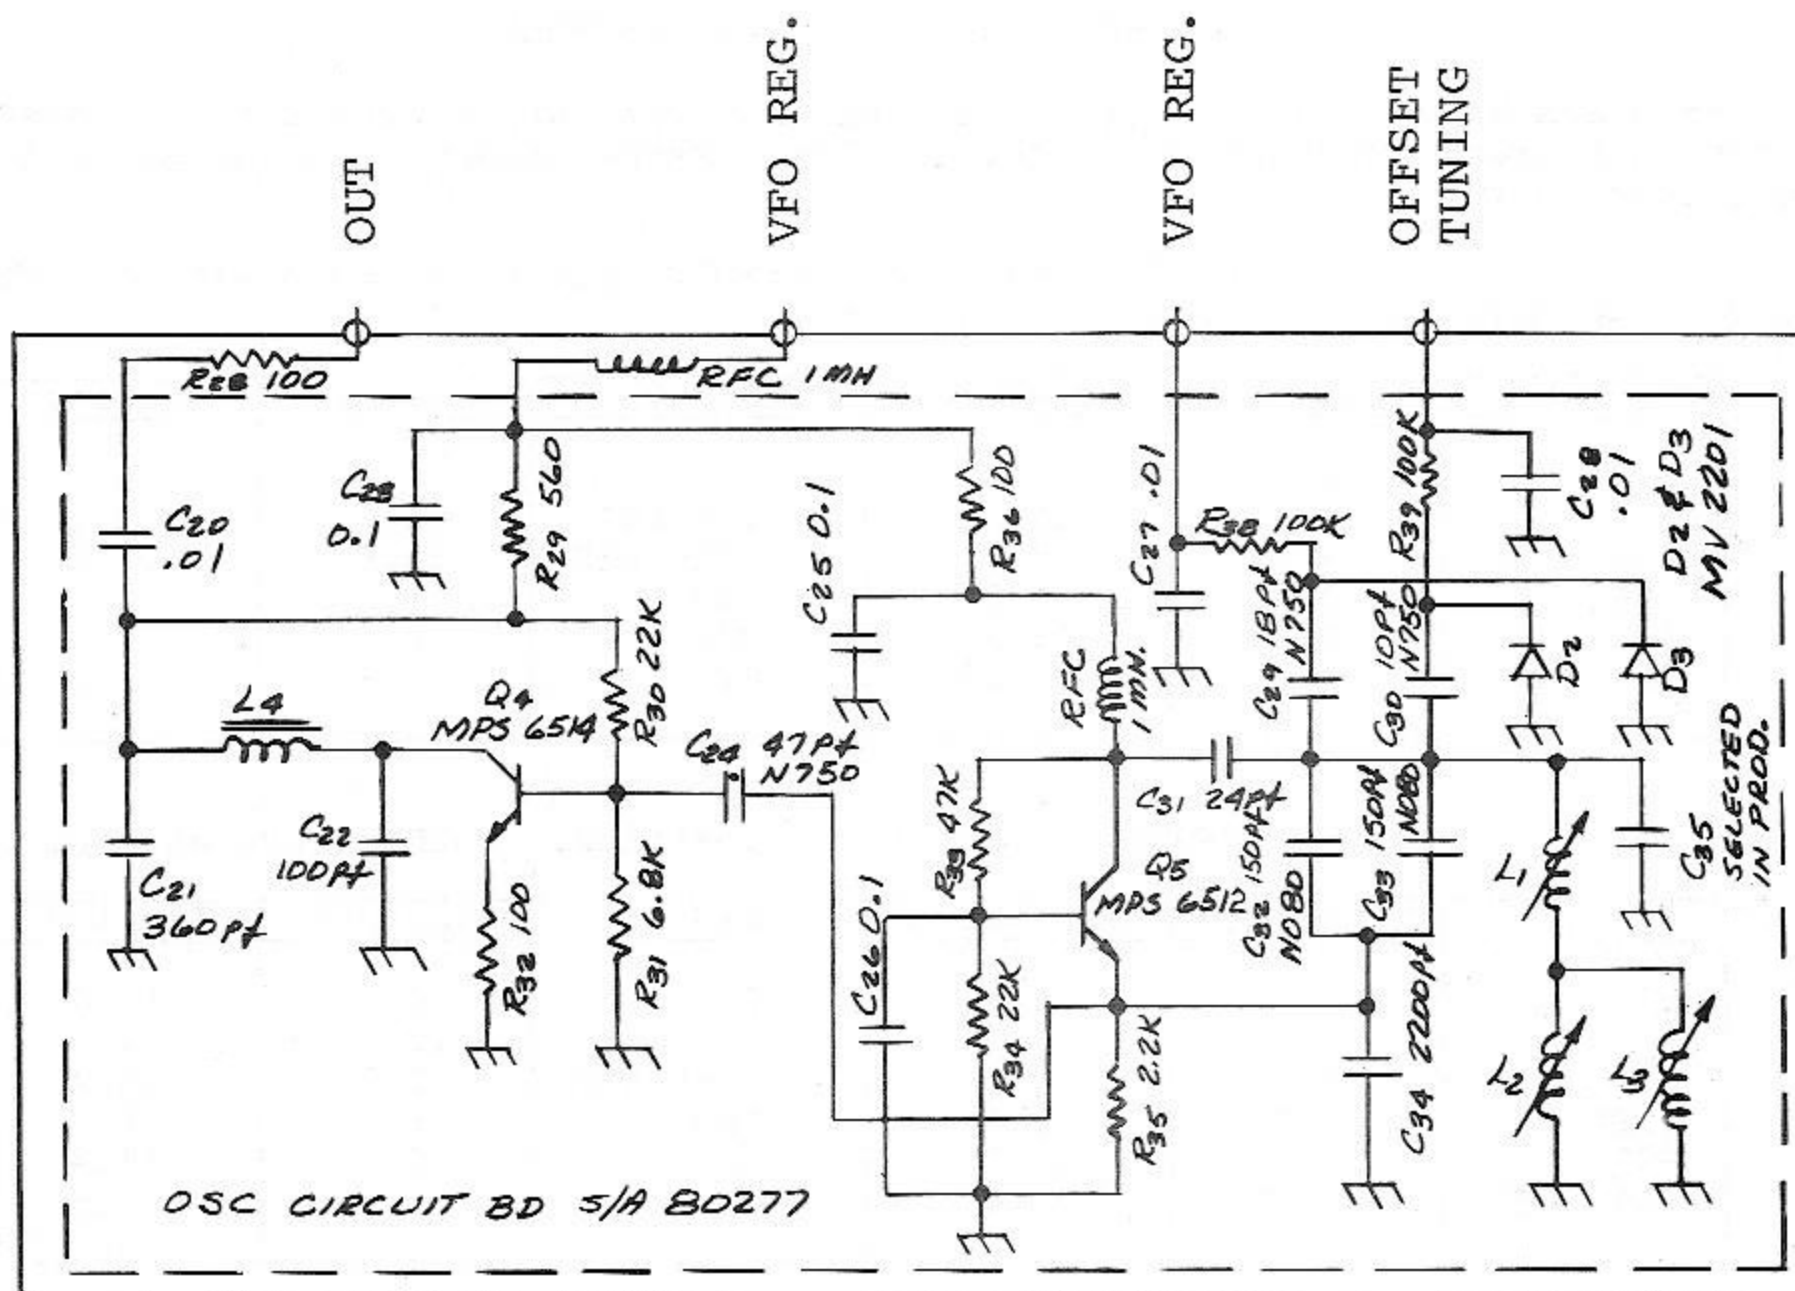 OUT
VFO REG.
VFO REG.
OFFSET
TUNING
R28 100
RFC 1MH
C20
.01
C23
0.1
R29 560
C25 0.1
R36 100
C27 .01
R38 100K
R39 100K
C28
.01
D2 & D3
MV 2201
L4
Q4
MPS 6514
R30 22K
C24 47Pf
N750
RFC
1MH.
C29 18Pf
N750
C30 10Pf
N750
D2
D3
C22
100Pf
C21
360Pf
R32 100
R31 6.8K
R33 47K
C31 24Pf
Q5
MPS 6512
C32 150Pf
N080
C33 150Pf
N080
L1
C35
SELECTED
IN PROD.
C26 0.1
R34 22K
R35 2.2K
C34 2200Pf
L2
L3
OSC CIRCUIT BD S/A 80277